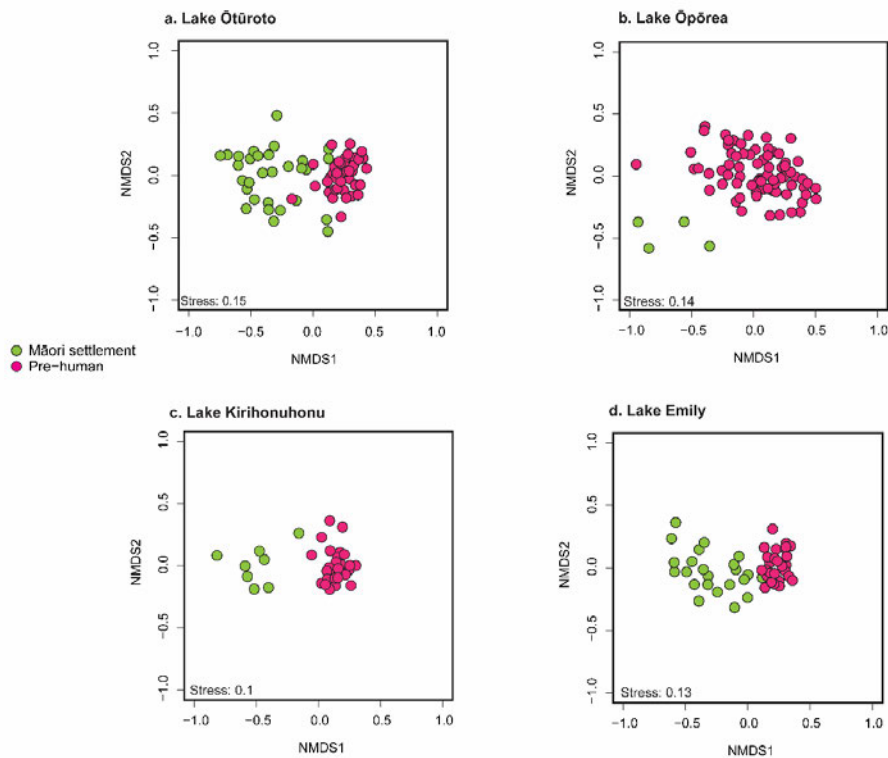 a. Lake Ōtūroto
b. Lake Ōpōrea
NMDS2
1.0
0.5
0.0
−0.5
−1.0
Stress: 0.15
−1.0 −0.5 0.0 0.5 1.0
NMDS1
NMDS2
1.0
0.5
0.0
−0.5
−1.0
Stress: 0.14
−1.0 −0.5 0.0 0.5 1.0
NMDS1
Māori settlement
Pre−human
c. Lake Kirihonuhonu
d. Lake Emily
NMDS2
1.0
0.5
0.0
−0.5
−1.0
Stress: 0.1
−1.0 −0.5 0.0 0.5 1.0
NMDS1
NMDS2
1.0
0.5
0.0
−0.5
−1.0
Stress: 0.13
−1.0 −0.5 0.0 0.5 1.0
NMDS1